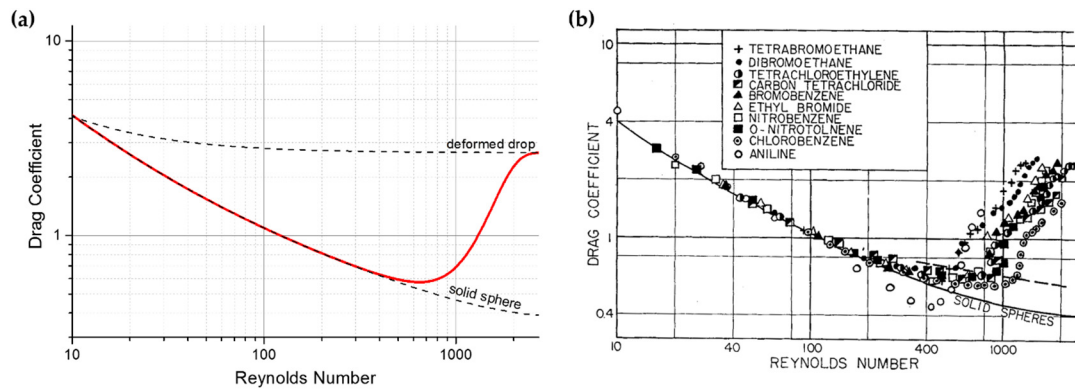 (a)
10
1
Drag Coefficient
deformed drop
solid sphere
10
100
1000
Reynolds Number
(b)
10
4
2
1
0.4
DRAG COEFFICIENT
+ TETRABROMOETHANE
● DIBROMOETHANE
◑ TETRACHLOROETHYLENE
◪ CARBON TETRACHLORIDE
▲ BROMOBENZENE
△ ETHYL BROMIDE
□ NITROBENZENE
■ O-NITROTOLNENE
⊙ CHLOROBENZENE
○ ANILINE
SOLID SPHERES
10
40
100
400
1000
REYNOLDS NUMBER